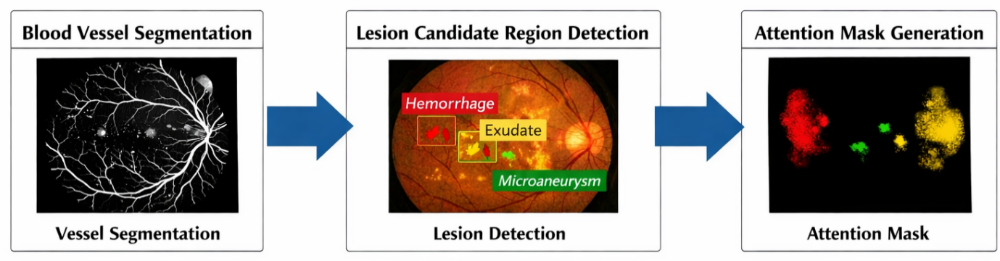 Blood Vessel Segmentation
Vessel Segmentation
Lesion Candidate Region Detection
Hemorrhage
Exudate
Microaneurysm
Lesion Detection
Attention Mask Generation
Attention Mask